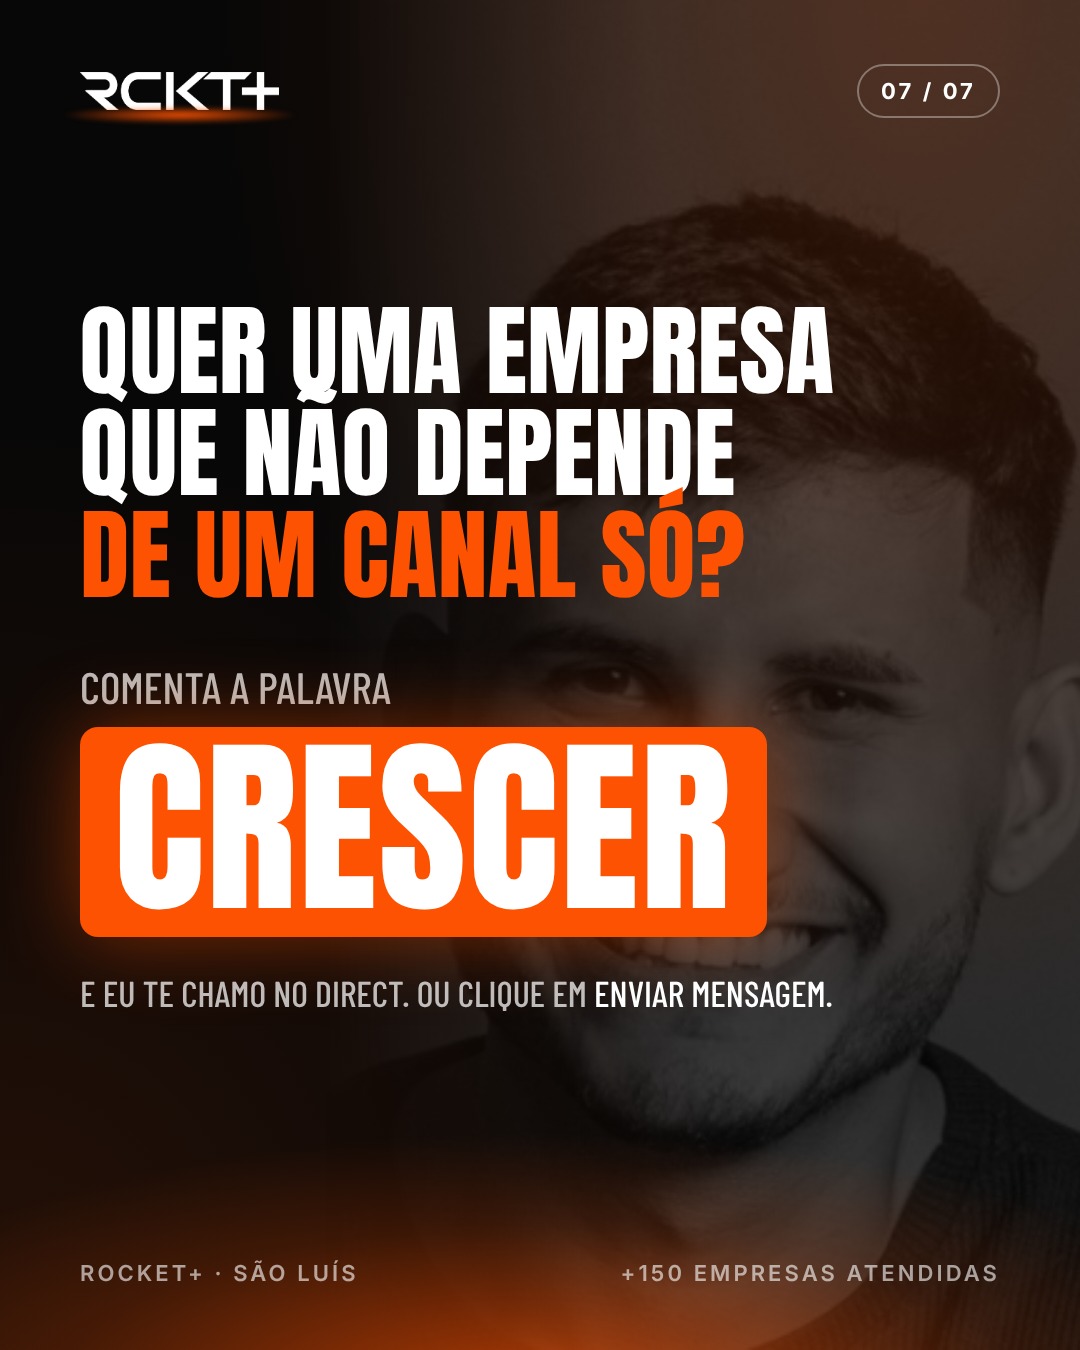 RCKT+
07 / 07
QUER UMA EMPRESA
QUE NÃO DEPENDE
DE UM CANAL SÓ?
COMENTA A PALAVRA
CRESCER
E EU TE CHAMO NO DIRECT. OU CLIQUE EM ENVIAR MENSAGEM.
ROCKET+ · SÃO LUÍS
+150 EMPRESAS ATENDIDAS